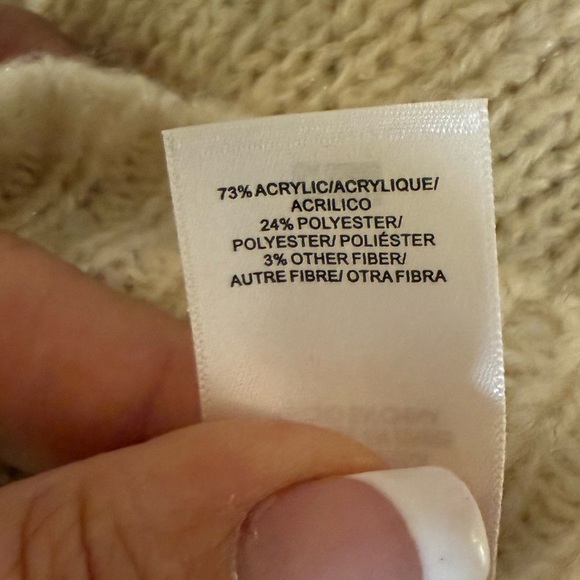 73% ACRYLIC/ACRYLIQUE/
ACRILICO
24% POLYESTER/
POLYESTER/ POLIÉSTER
3% OTHER FIBER/
AUTRE FIBRE/ OTRA FIBRA